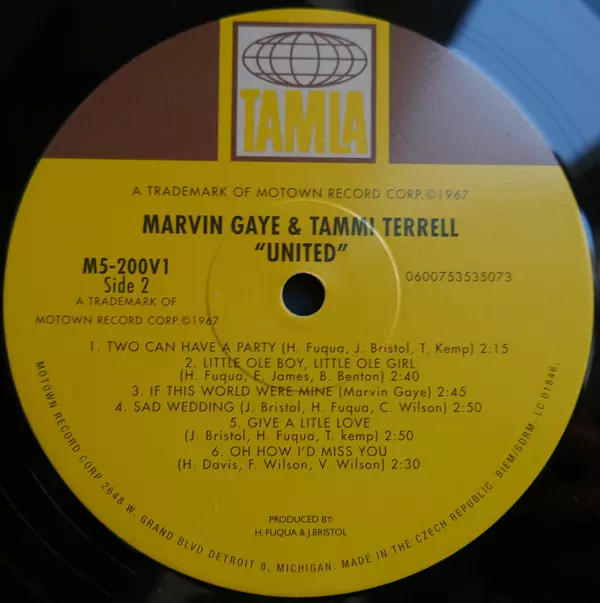 TAMLA
A TRADEMARK OF MOTOWN RECORD CORP.©1967
MARVIN GAYE & TAMMI TERRELL
"UNITED"
M5-200V1
Side 2
0600753535073
A TRADEMARK OF
MOTOWN RECORD CORP.©1967
1. TWO CAN HAVE A PARTY (H. Fuqua, J. Bristol, T. Kemp) 2:15
2. LITTLE OLE BOY, LITTLE OLE GIRL
(H. Fuqua, E. James, B. Benton) 2:40
3. IF THIS WORLD WERE MINE (Marvin Gaye) 2:45
4. SAD WEDDING (J. Bristol, H. Fuqua, C. Wilson) 2:50
5. GIVE A LITLE LOVE
(J. Bristol, H. Fuqua, T. kemp) 2:50
6. OH HOW I'D MISS YOU
(H. Davis, F. Wilson, V. Wilson) 2:30
PRODUCED BY:
H. FUQUA & J.BRISTOL
MOTOWN RECORD CORP 2648 W. GRAND BLVD DETROIT 8, MICHIGAN. MADE IN THE CZECH REPUBLIC. BIEM/SDRM. LC 01846.